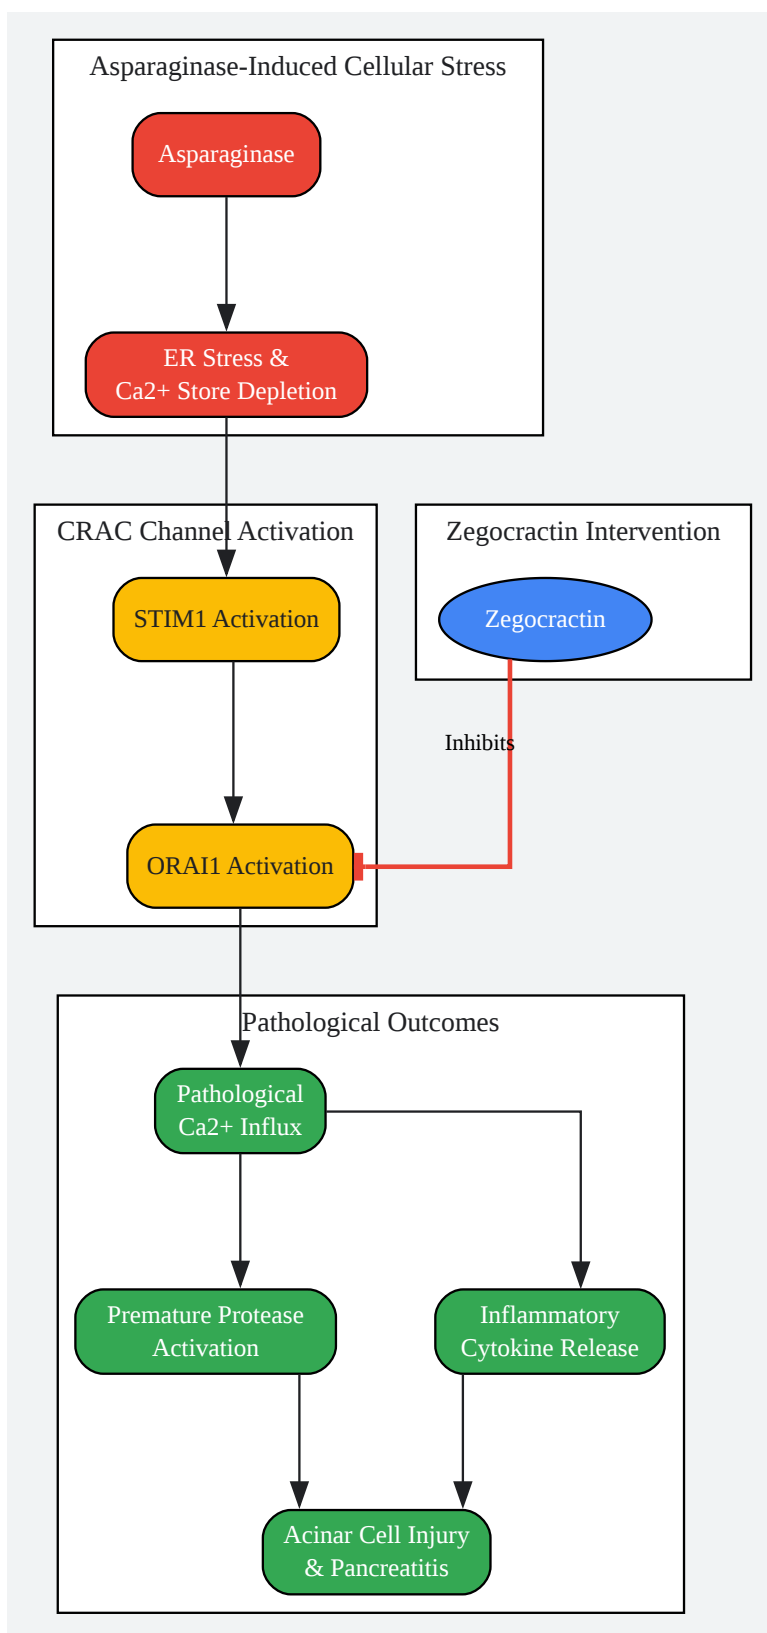 Asparaginase-Induced Cellular Stress
Asparaginase
ER Stress &
Ca2+ Store Depletion
CRAC Channel Activation
Zegocractin Intervention
STIM1 Activation
Zegocractin
Inhibits
ORAI1 Activation
Pathological Outcomes
Pathological
Ca2+ Influx
Premature Protease
Activation
Inflammatory
Cytokine Release
Acinar Cell Injury
& Pancreatitis